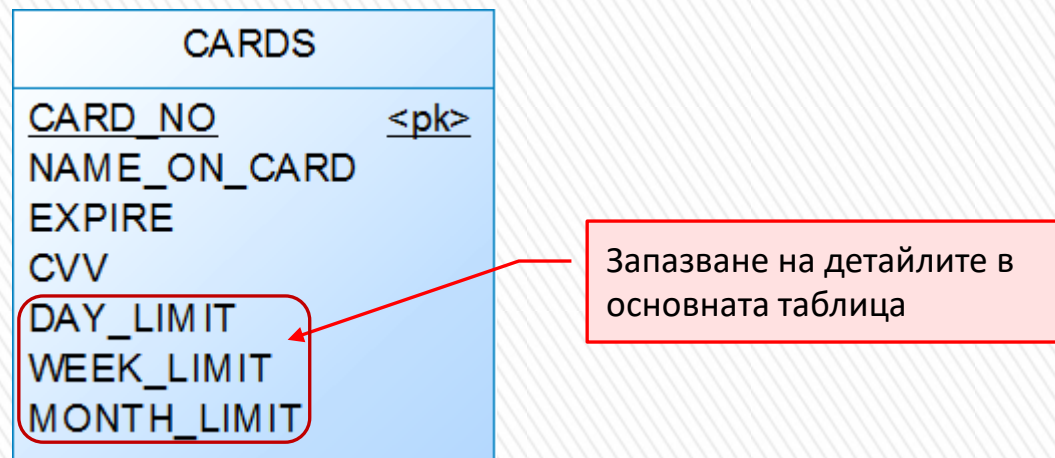 CARDS
CARD_NO <pk>
NAME_ON_CARD
EXPIRE
CVV
DAY_LIMIT
WEEK_LIMIT
MONTH_LIMIT
Запазване на детайлите в
основната таблица